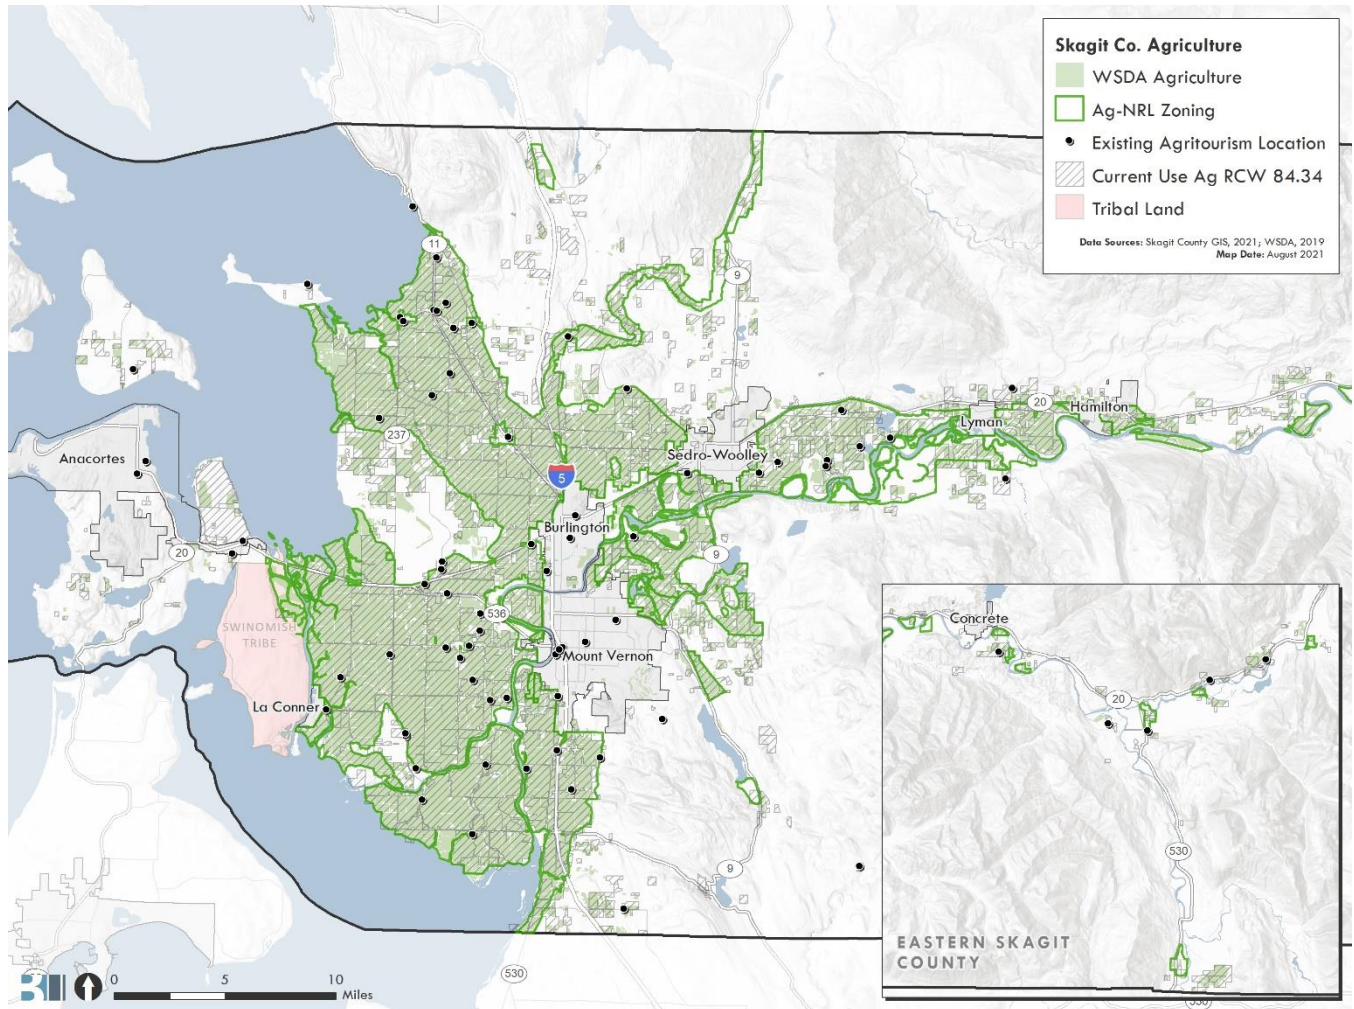 Skagit Co. Agriculture
WSDA Agriculture
Ag-NRL Zoning
Existing Agritourism Location
Current Use Ag RCW 84.34
Tribal Land
Data Sources: Skagit County GIS, 2021; WSDA, 2019
Map Date: August 2021
11
9
237
20
Hamilton
Lyman
Anacortes
Sedro-Woolley
5
Burlington
20
9
536
SWINOMISH
TRIBE
Mount Vernon
La Conner
9
530
Concrete
20
530
EASTERN SKAGIT
COUNTY
530
0 5 10
Miles